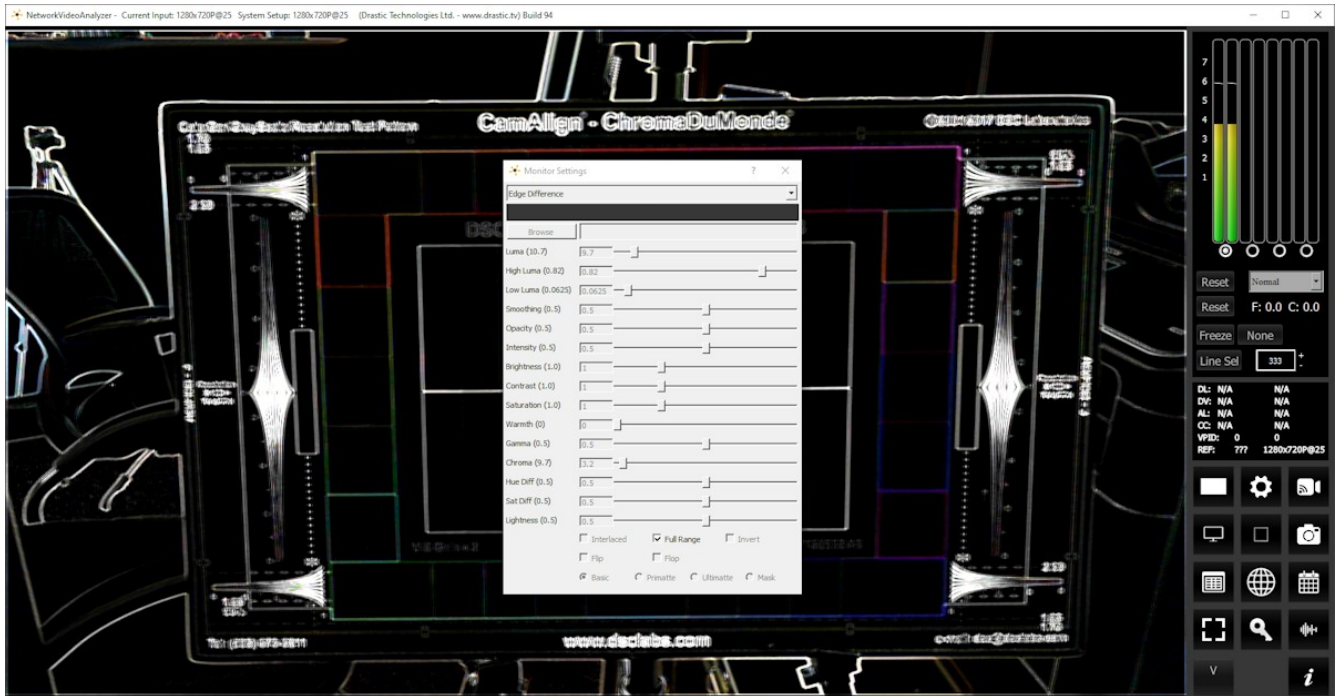 NetworkVideoAnalyzer - Current Input: 1280x720P@25 System Setup: 1280x720P@25 (Drastic Technologies Ltd. - www.drastic.tv) Build 94
CamAlign - ChromaDuMonde
Resolution Test Pattern
DSC
www.dsclabs.com
Monitor Settings
Edge Difference
Browse
Luma (10.7) 9.7
High Luma (0.82) 0.82
Low Luma (0.0625) 0.0625
Smoothing (0.5) 0.5
Opacity (0.5) 0.5
Intensity (0.5) 0.5
Brightness (1.0) 1
Contrast (1.0) 1
Saturation (1.0) 1
Warmth (0) 0
Gamma (0.5) 0.5
Chroma (9.7) 3.2
Hue Diff (0.5) 0.5
Sat Diff (0.5) 0.5
Lightness (0.5) 0.5
Interlaced Full Range Invert
Flip Flop
Basic Primatte Ultimatte Mask
7
6
5
4
3
2
1
Reset Normal
Reset F: 0.0 C: 0.0
Freeze None
Line Sel 333 + -
DL: N/A N/A
DV: N/A N/A
AL: N/A N/A
CC: N/A N/A
VPID: 0 0
REF: ??? 1280x720P@25
V
i